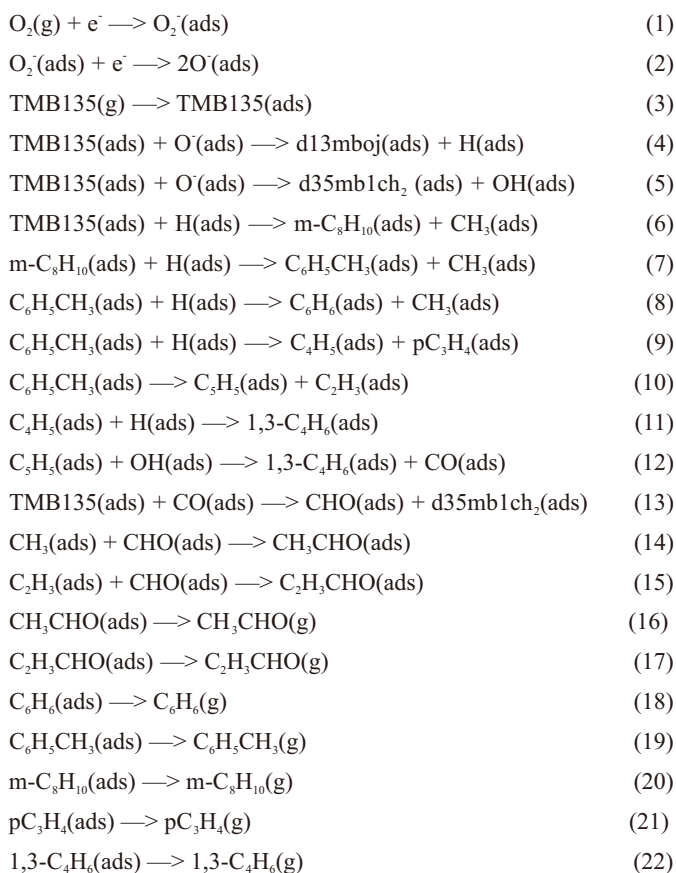 O₂(g) + e⁻ —> O₂⁻(ads) (1)
O₂⁻(ads) + e⁻ —> 2O⁻(ads) (2)
TMB135(g) —> TMB135(ads) (3)
TMB135(ads) + O⁻(ads) —> d13mboj(ads) + H(ads) (4)
TMB135(ads) + O⁻(ads) —> d35mb1ch₂ (ads) + OH(ads) (5)
TMB135(ads) + H(ads) —> m-C₈H₁₀(ads) + CH₃(ads) (6)
m-C₈H₁₀(ads) + H(ads) —> C₆H₅CH₃(ads) + CH₃(ads) (7)
C₆H₅CH₃(ads) + H(ads) —> C₆H₆(ads) + CH₃(ads) (8)
C₆H₅CH₃(ads) + H(ads) —> C₄H₅(ads) + pC₃H₄(ads) (9)
C₆H₅CH₃(ads) —> C₅H₅(ads) + C₂H₃(ads) (10)
C₄H₅(ads) + H(ads) —> 1,3-C₄H₆(ads) (11)
C₅H₅(ads) + OH(ads) —> 1,3-C₄H₆(ads) + CO(ads) (12)
TMB135(ads) + CO(ads) —> CHO(ads) + d35mb1ch₂(ads) (13)
CH₃(ads) + CHO(ads) —> CH₃CHO(ads) (14)
C₂H₃(ads) + CHO(ads) —> C₂H₃CHO(ads) (15)
CH₃CHO(ads) —> CH₃CHO(g) (16)
C₂H₃CHO(ads) —> C₂H₃CHO(g) (17)
C₆H₆(ads) —> C₆H₆(g) (18)
C₆H₅CH₃(ads) —> C₆H₅CH₃(g) (19)
m-C₈H₁₀(ads) —> m-C₈H₁₀(g) (20)
pC₃H₄(ads) —> pC₃H₄(g) (21)
1,3-C₄H₆(ads) —> 1,3-C₄H₆(g) (22)